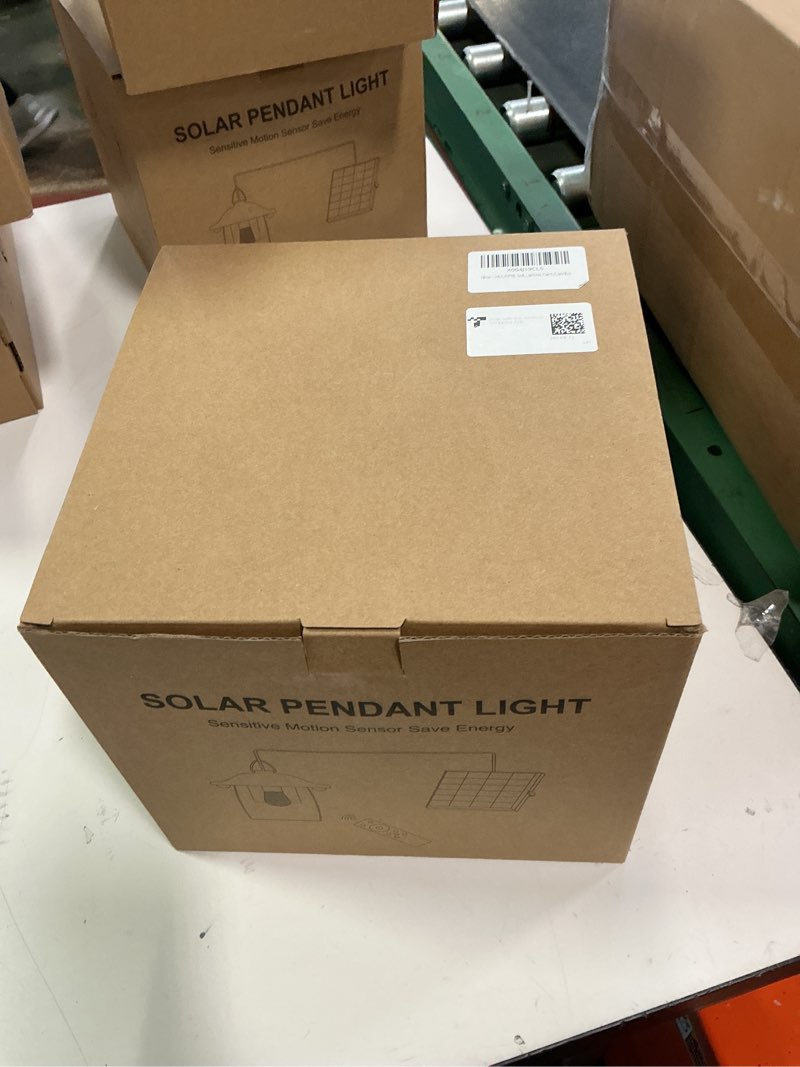 SOLAR PENDANT LIGHT
Sensitive Motion Sensor Save Energy
SOLAR PENDANT LIGHT
Sensitive Motion Sensor Save Energy